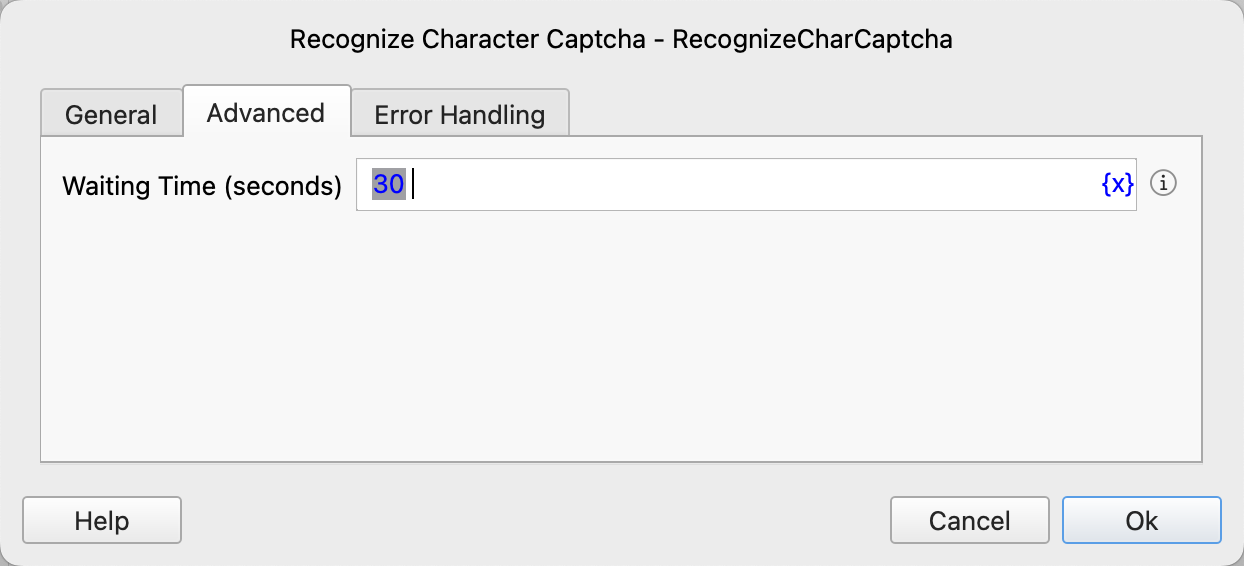 Recognize Character Captcha - RecognizeCharCaptcha
General Advanced Error Handling
Waiting Time (seconds) 30 {x} i
Help Cancel Ok